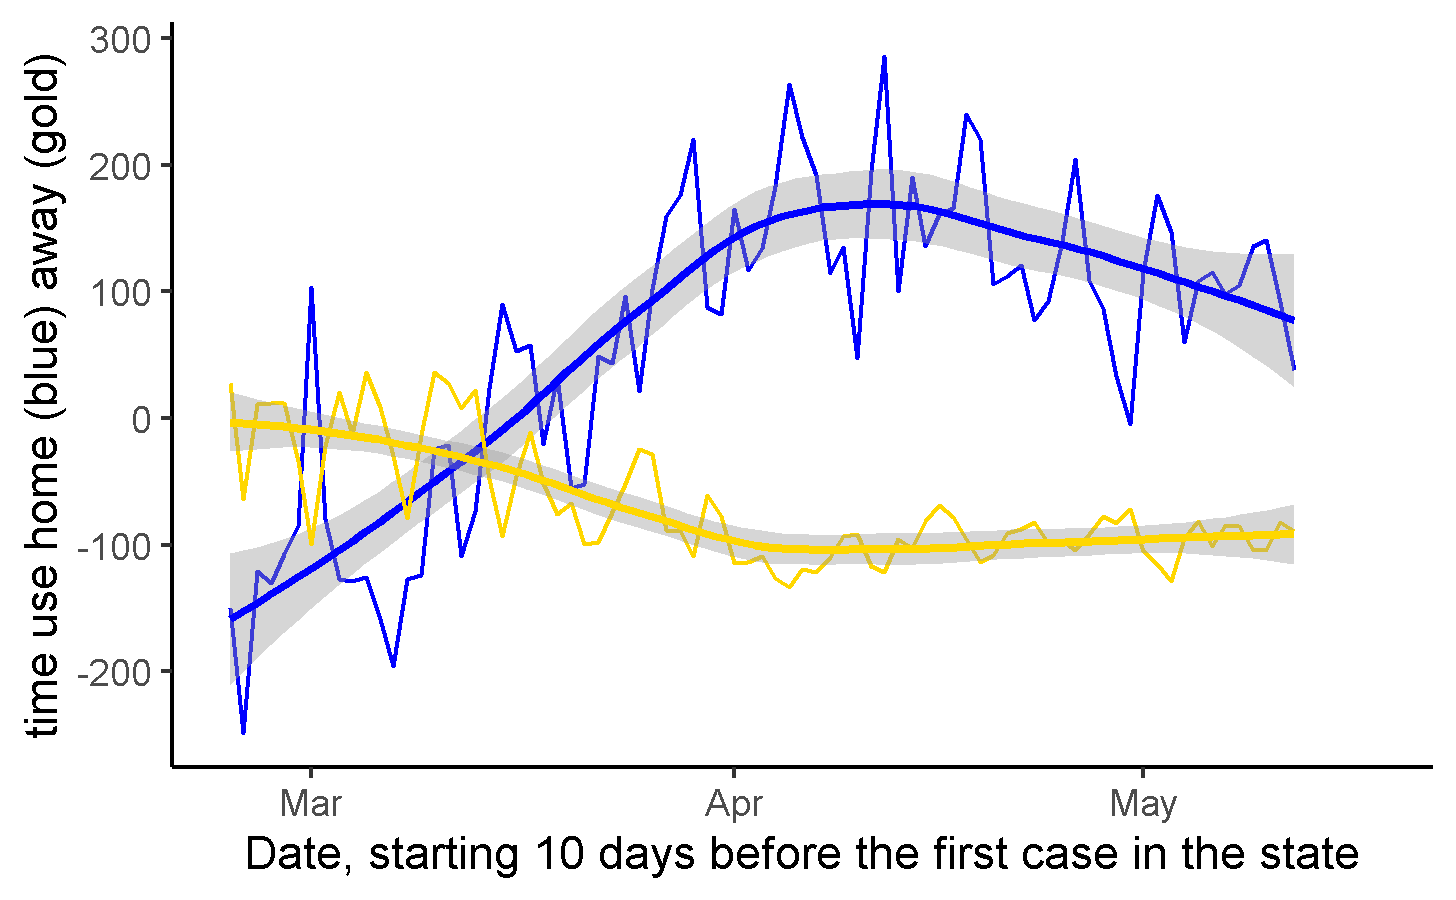 time use home (blue) away (gold)
300
200
100
0
-100
-200
Mar
Apr
May
Date, starting 10 days before the first case in the state